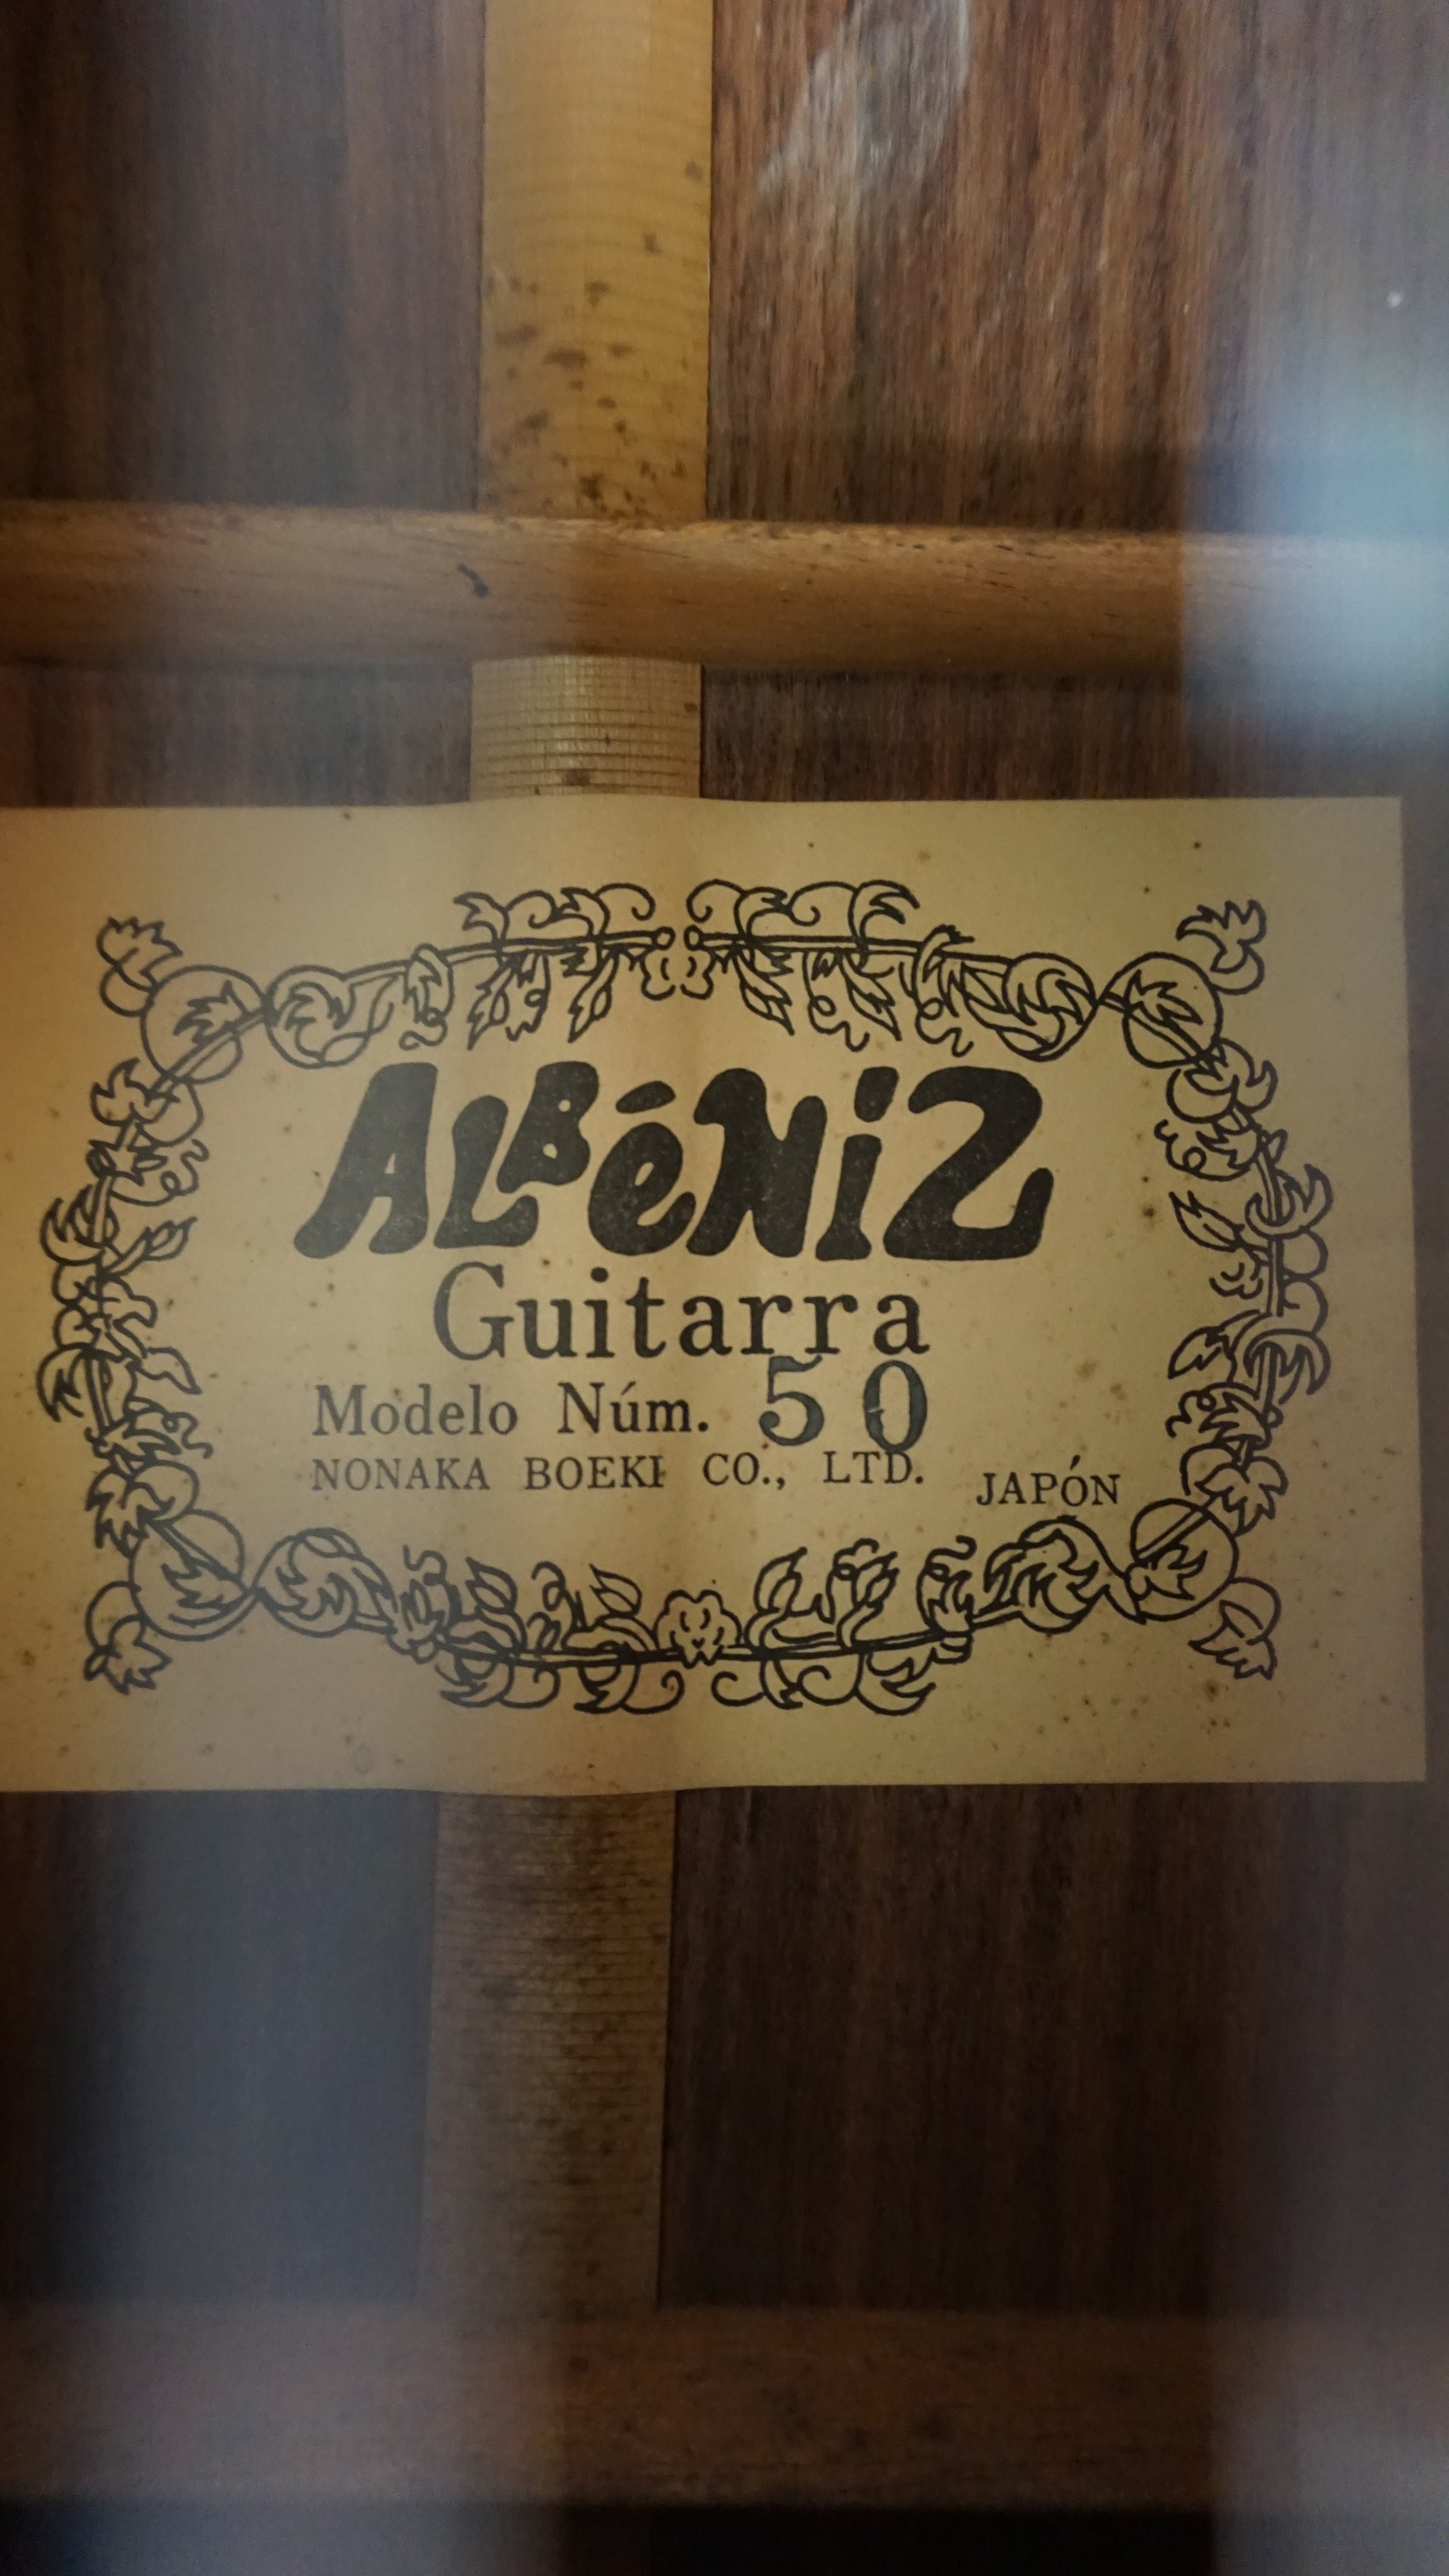 ALBéNiZ
Guitarra
Modelo Núm. 50
NONAKA BOEKI CO., LTD. JAPÓN